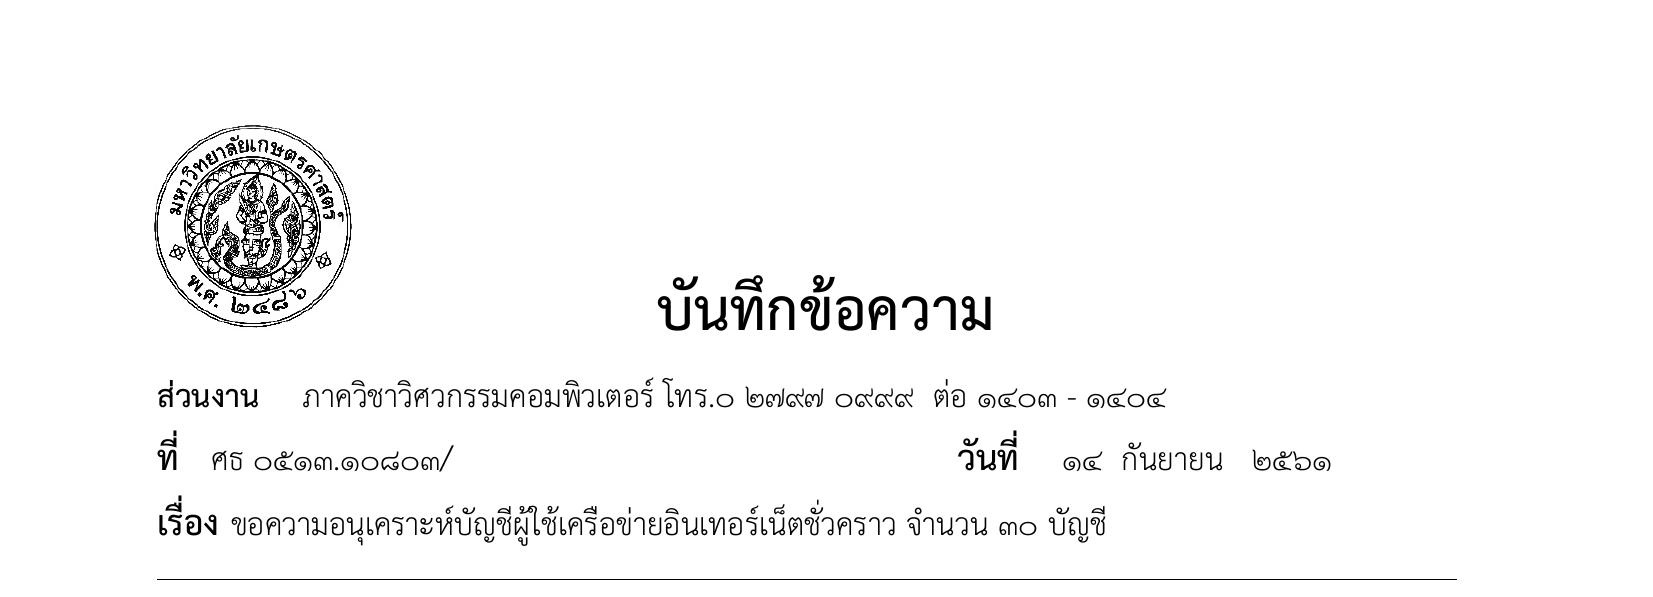 มหาวิทยาลัยเกษตรศาสตร์
พ.ศ. ๒๔๘๖
บันทึกข้อความ
ส่วนงาน ภาควิชาวิศวกรรมคอมพิวเตอร์ โทร.๐ ๒๗๙๗ ๐๙๙๙ ต่อ ๑๔๐๓ - ๑๔๐๔
ที่ ศธ ๐๕๑๓.๑๐๘๐๓/ วันที่ ๑๔ กันยายน ๒๕๖๑
เรื่อง ขอความอนุเคราะห์บัญชีผู้ใช้เครือข่ายอินเทอร์เน็ตชั่วคราว จำนวน ๓๐ บัญชี